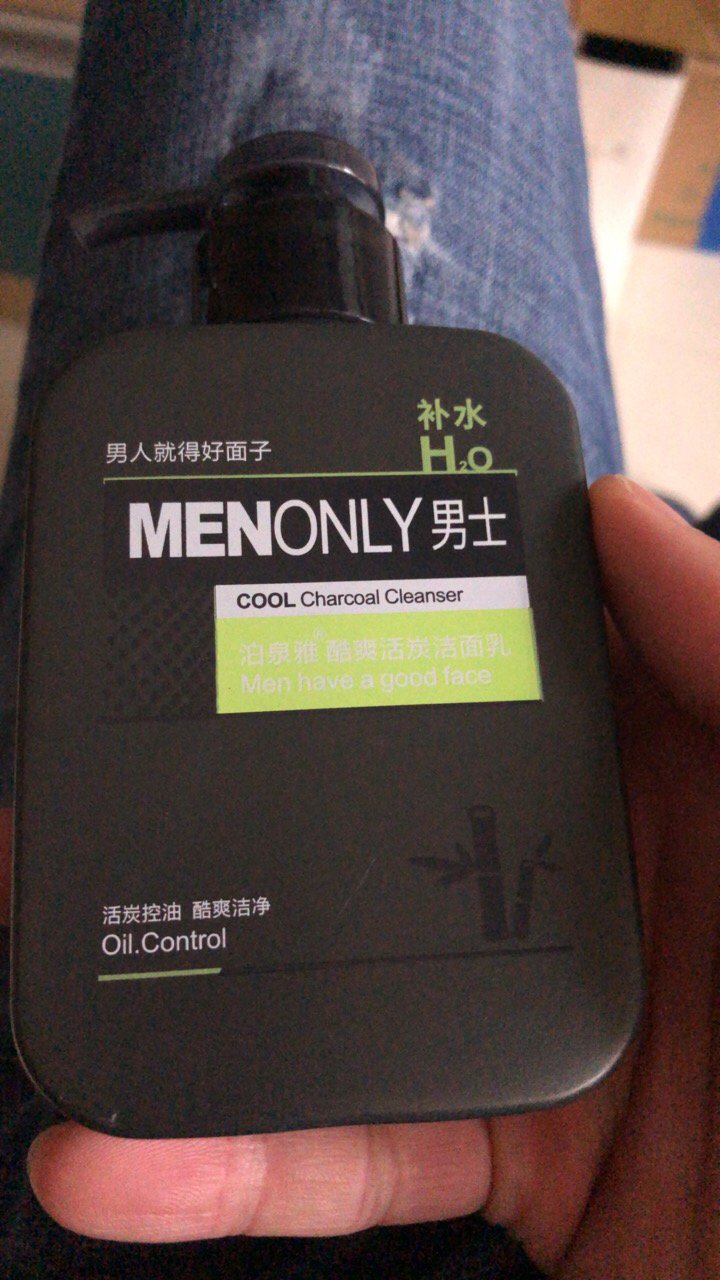 补水
H₂O
男人就得好面子
MENONLY男士
COOL Charcoal Cleanser
泊泉雅® 酷爽活炭洁面乳
Men have a good face
活炭控油 酷爽洁净
Oil.Control